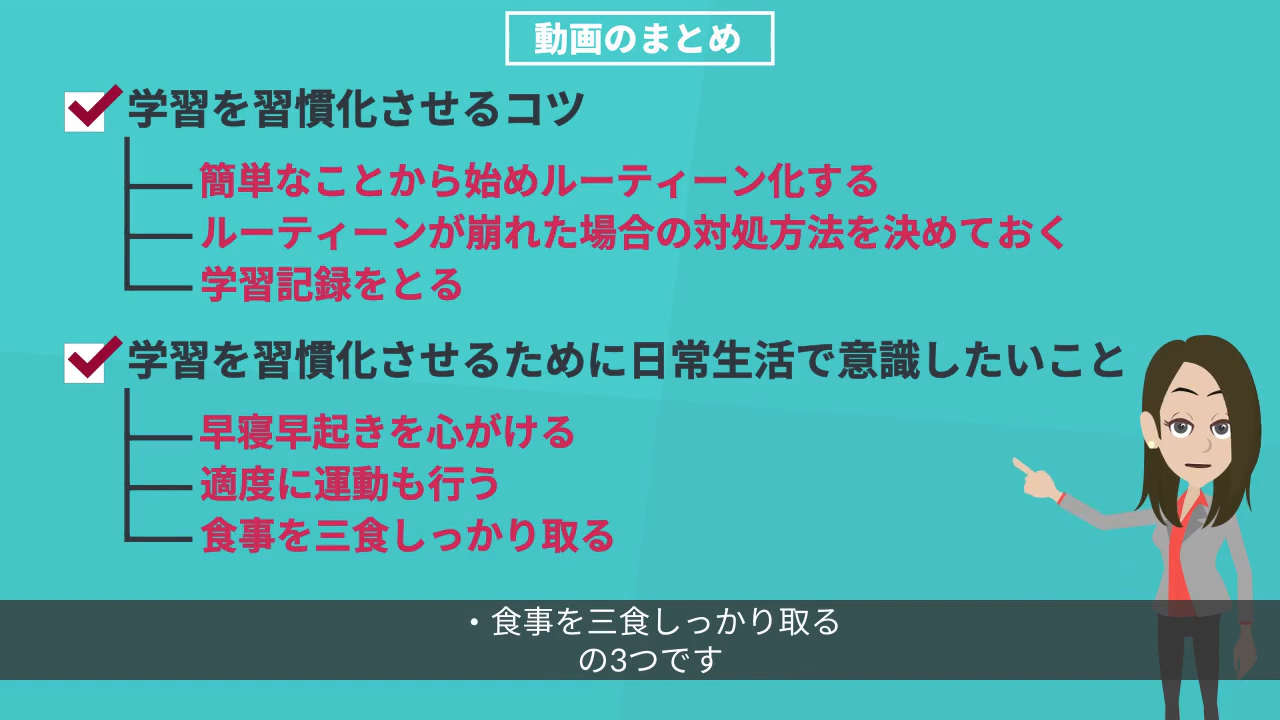 動画のまとめ
学習を習慣化させるコツ
簡単なことから始めルーティーン化する
ルーティーンが崩れた場合の対処方法を決めておく
学習記録をとる
学習を習慣化させるために日常生活で意識したいこと
早寝早起きを心がける
適度に運動も行う
食事を三食しっかり取る
・食事を三食しっかり取る
の3つです